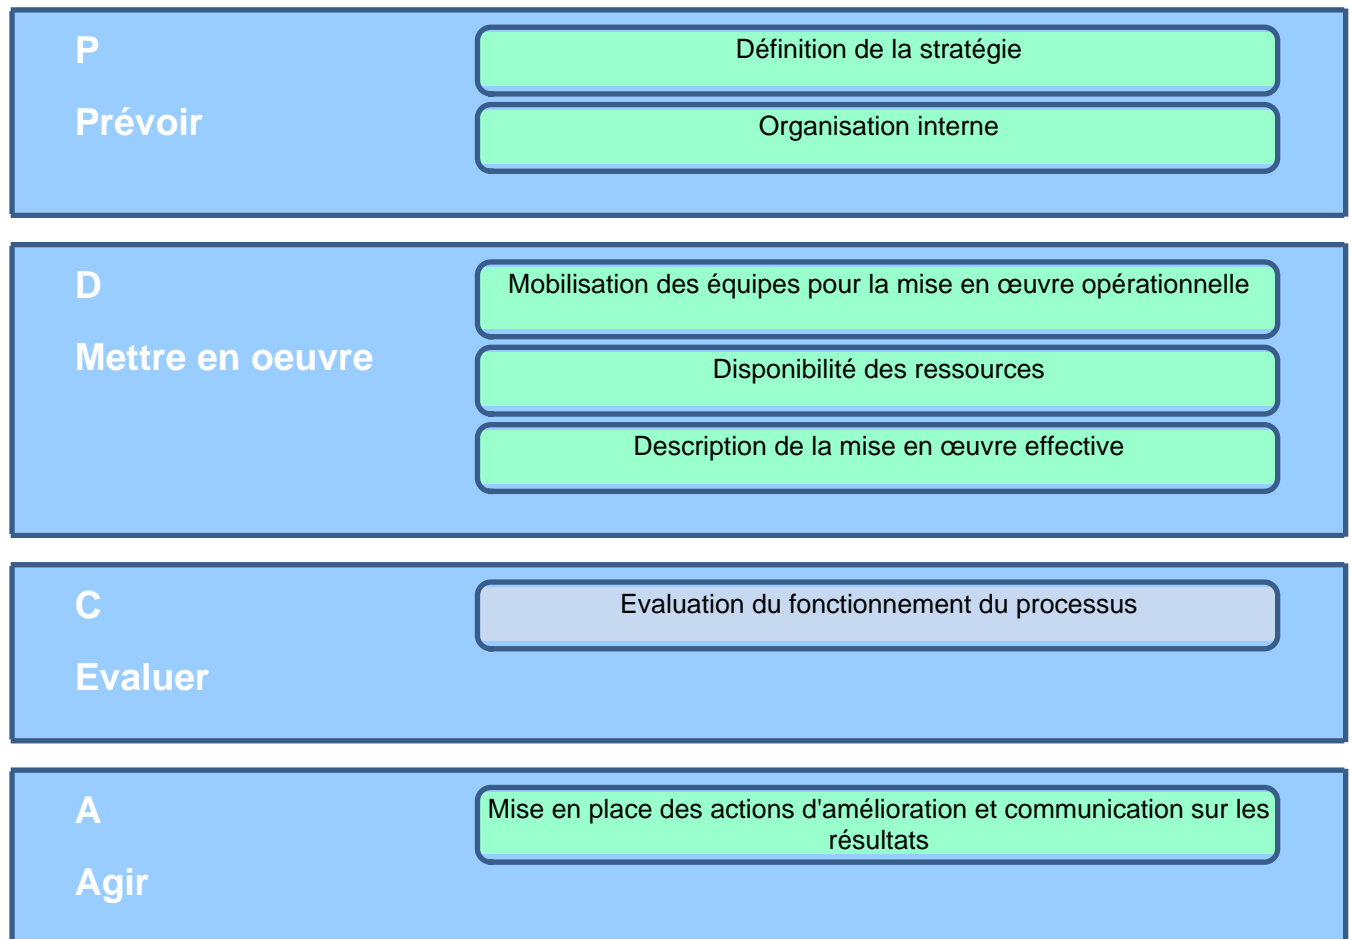 P
Prévoir
Définition de la stratégie
Organisation interne
D
Mettre en oeuvre
Mobilisation des équipes pour la mise en œuvre opérationnelle
Disponibilité des ressources
Description de la mise en œuvre effective
C
Evaluer
Evaluation du fonctionnement du processus
A
Agir
Mise en place des actions d'amélioration et communication sur les
résultats